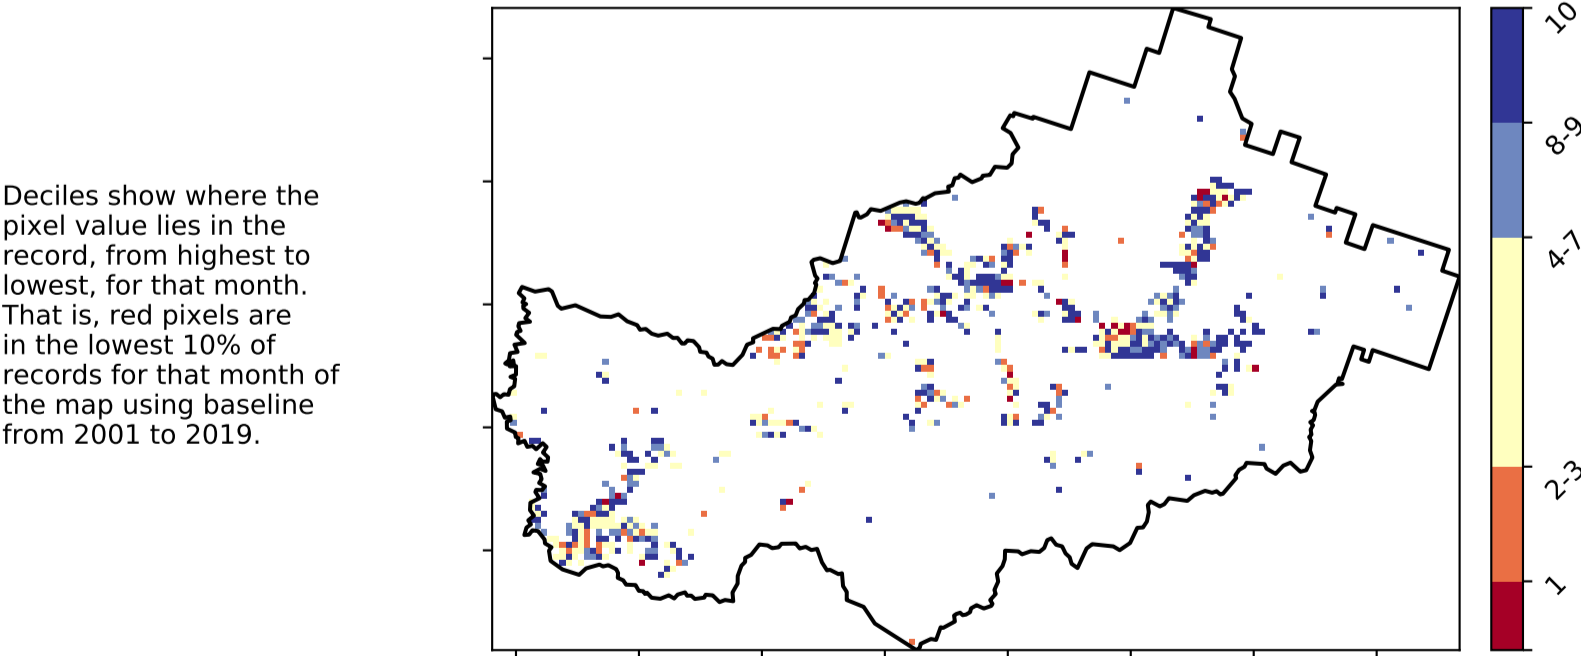 Deciles show where the
pixel value lies in the
record, from highest to
lowest, for that month.
That is, red pixels are
in the lowest 10% of
records for that month of
the map using baseline
from 2001 to 2019.
10
8-9
4-7
2-3
1